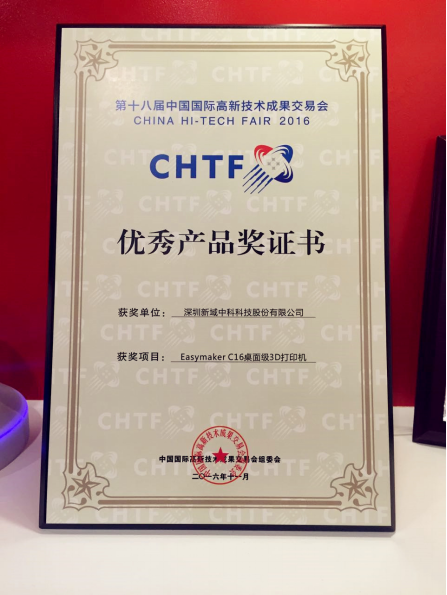 第十八届中国国际高新技术成果交易会
CHINA HI-TECH FAIR 2016
CHTF
优秀产品奖证书
获奖单位： 深圳新域中科科技股份有限公司
获奖项目： Easymaker C16桌面级3D打印机
中国国际高新技术成果交易会组委会
二〇一六年十一月